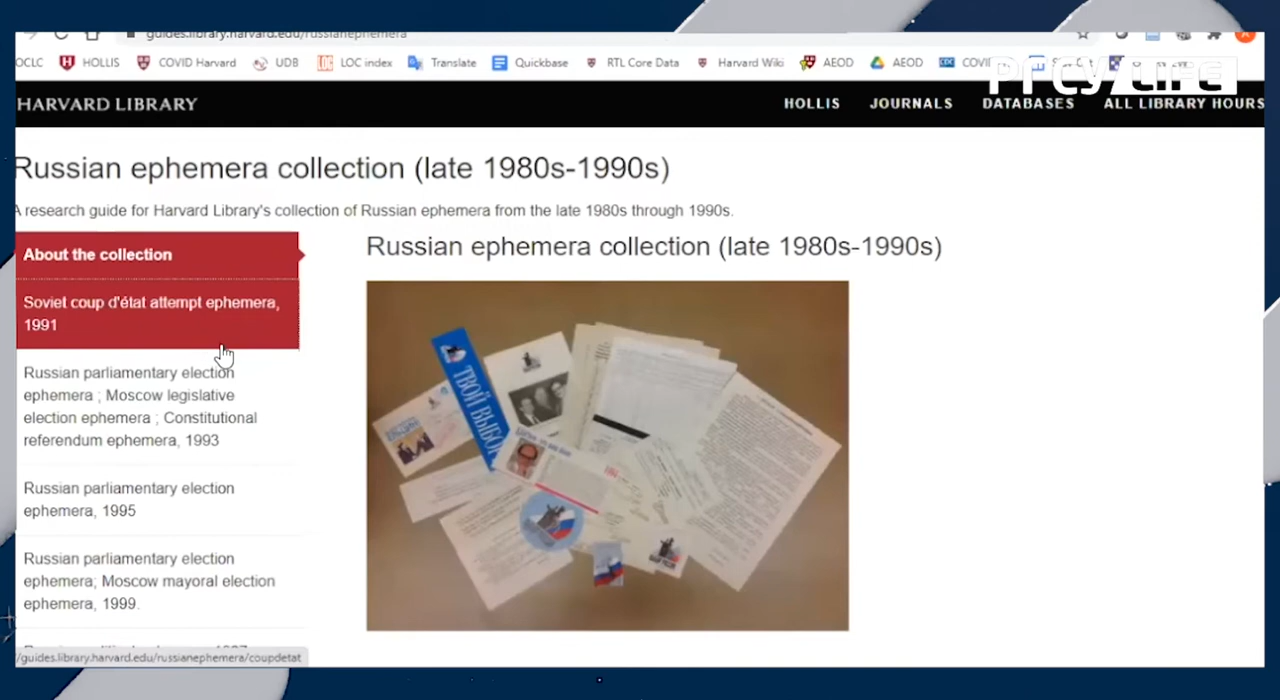 guides.library.harvard.edu/russianephemera
OCLC HOLLIS COVID Harvard UDB LOC index Translate Quickbase RTL Core Data Harvard Wiki AEOD AEOD
LIFE
HARVARD LIBRARY HOLLIS JOURNALS DATABASES ALL LIBRARY HOURS
Russian ephemera collection (late 1980s-1990s)
A research guide for Harvard Library's collection of Russian ephemera from the late 1980s through 1990s.
About the collection
Soviet coup d'état attempt ephemera,
1991
Russian parliamentary election
ephemera ; Moscow legislative
election ephemera ; Constitutional
referendum ephemera, 1993
Russian parliamentary election
ephemera, 1995
Russian parliamentary election
ephemera; Moscow mayoral election
ephemera, 1999.
/guides.library.harvard.edu/russianephemera/coupdetat
Russian ephemera collection (late 1980s-1990s)
ТВОЙ ВЫБОР